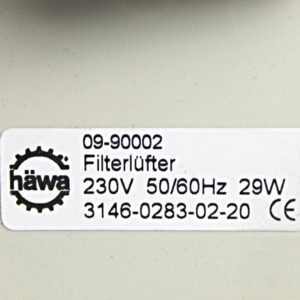 häwa
09-90002
Filterlüfter
230V 50/60Hz 29W
3146-0283-02-20 CE